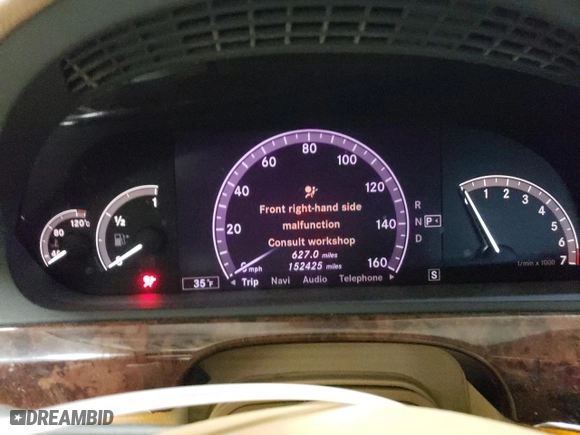 80
60
100
40
120
20
140
0 mph
160
Front right-hand side
malfunction
Consult workshop
627.0 miles
152425 miles
Trip Navi Audio Telephone
35°F
R
N P
D
S
120°C
80
1
½
0
1 2 3 4 5 6 7
l/min x 1000
DREAMBID